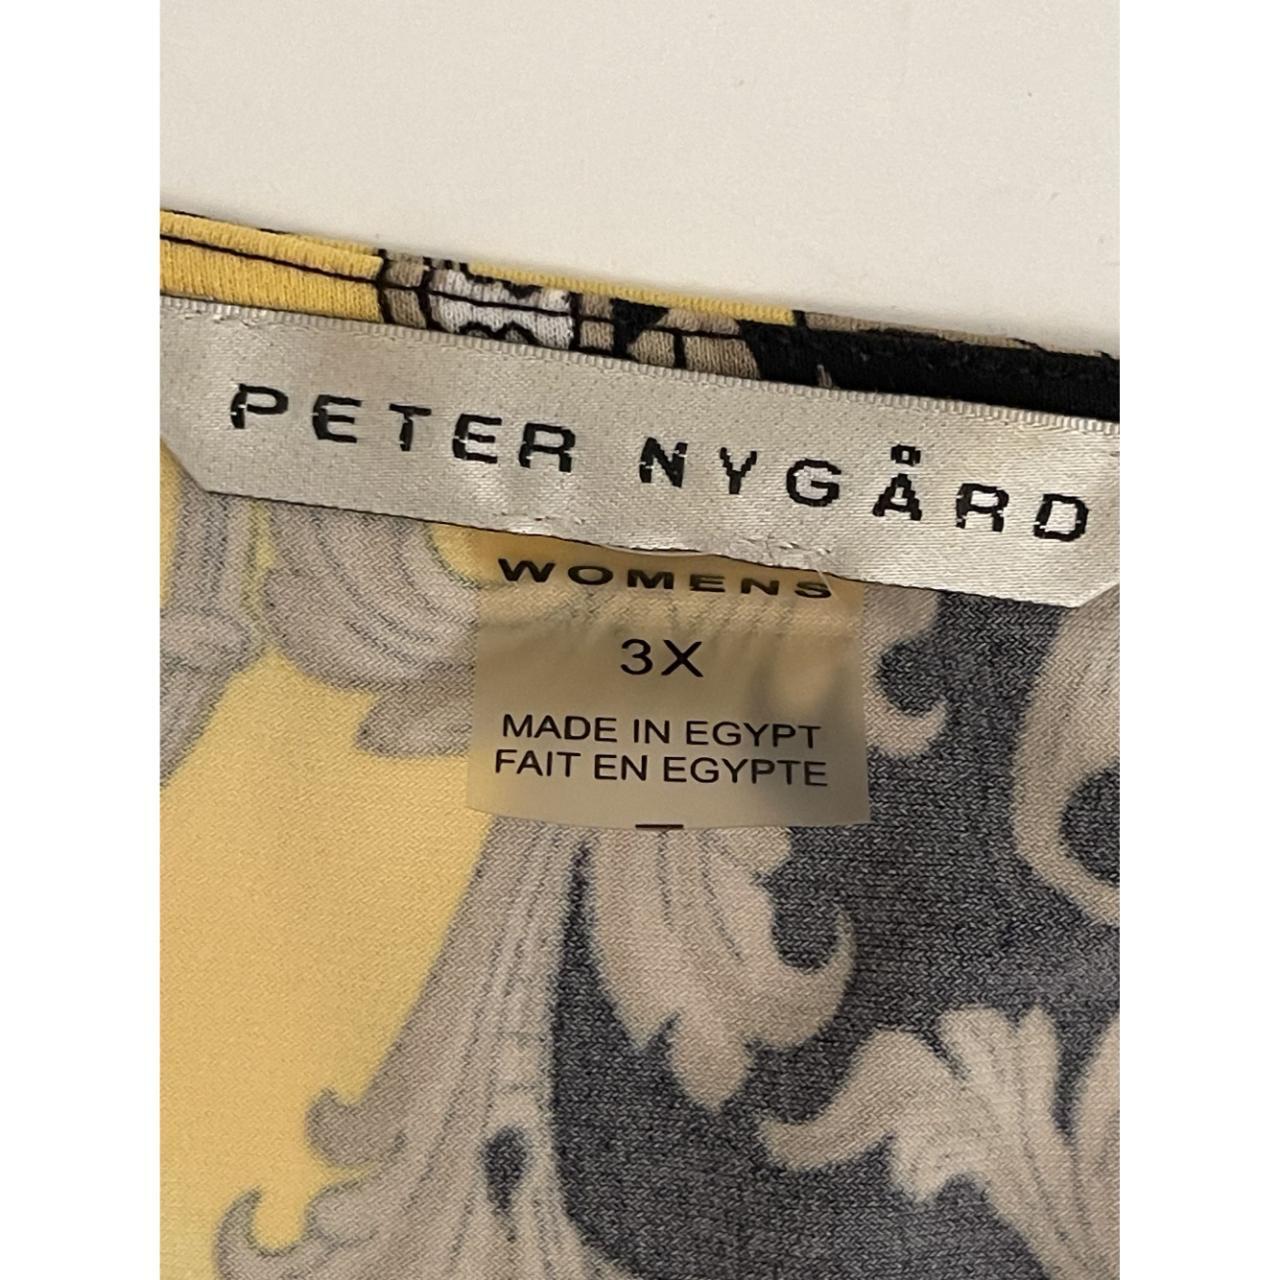 PETER NYGÅRD
WOMENS
3X
MADE IN EGYPT
FAIT EN EGYPTE